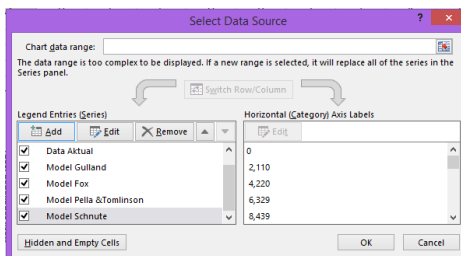 Select Data Source
? ×
Chart data range:
The data range is too complex to be displayed. If a new range is selected, it will replace all of the series in the
Series panel.
Switch Row/Column
Legend Entries (Series)
Add Edit Remove
Data Aktual
Model Gulland
Model Fox
Model Pella &Tomlinson
Model Schnute
Horizontal (Category) Axis Labels
Edit
0
2,110
4,220
6,329
8,439
Hidden and Empty Cells
OK Cancel